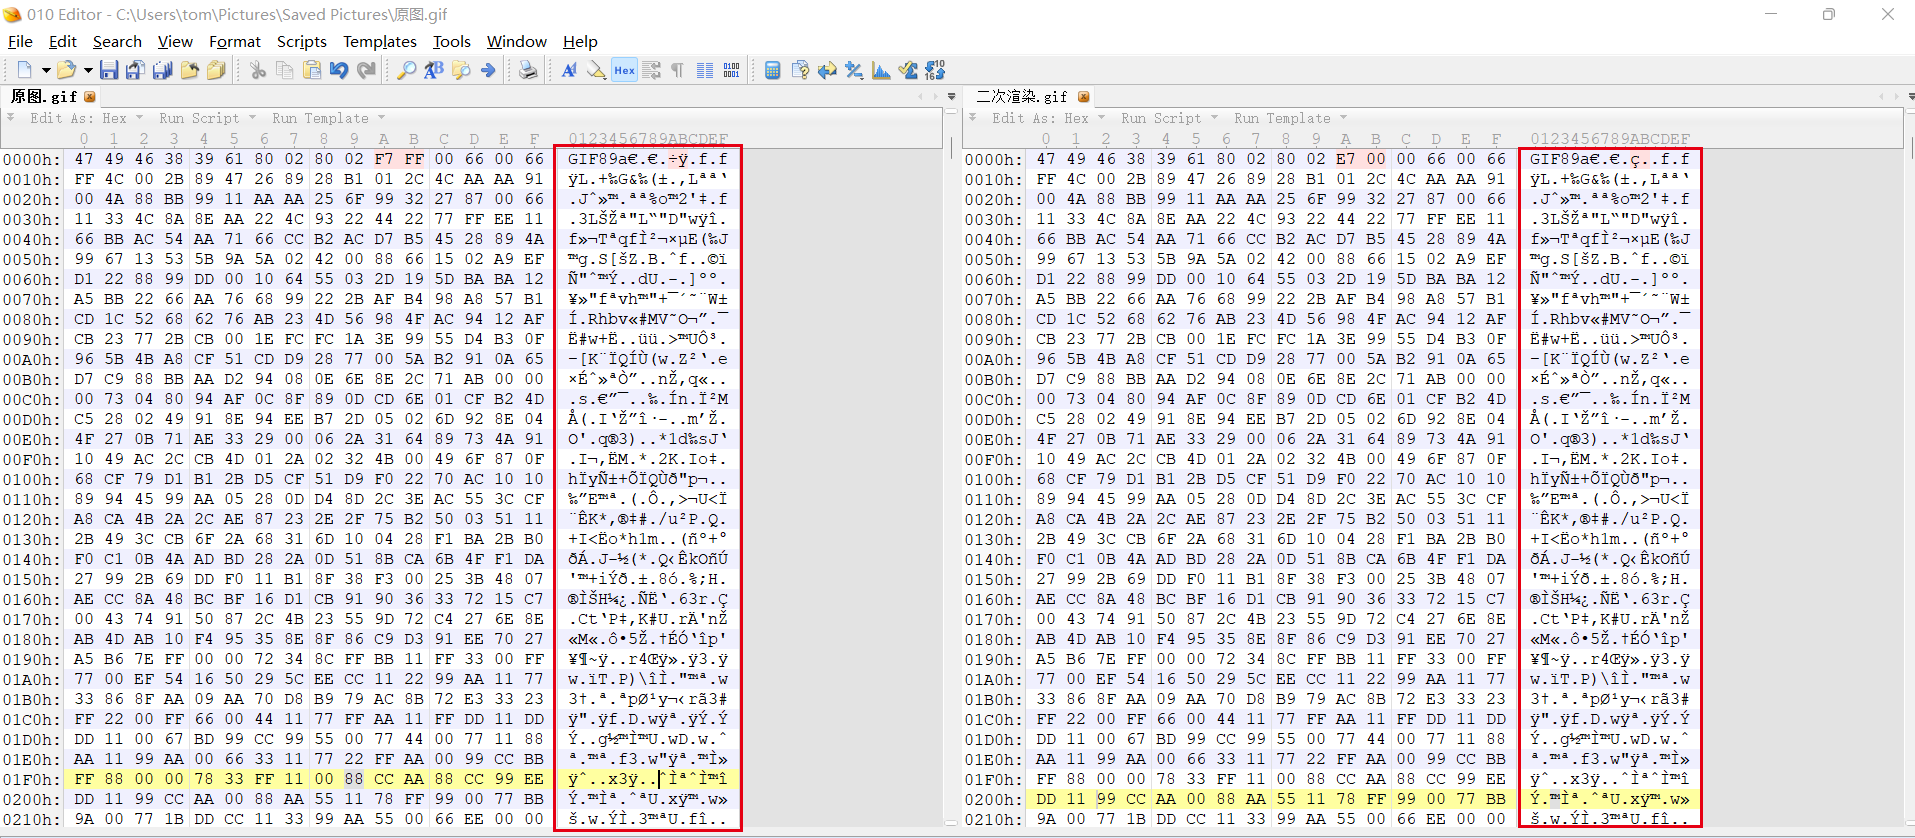 010 Editor - C:\Users\tom\Pictures\Saved Pictures\原图.gif
File Edit Search View Format Scripts Templates Tools Window Help
原图.gif
Edit As: Hex Run Script Run Template
0 1 2 3 4 5 6 7 8 9 A B C D E F 0123456789ABCDEF
0000h: 47 49 46 38 39 61 80 02 80 02 F7 FF 00 66 00 66 GIF89a€.€.÷ÿ.f.f
0010h: FF 4C 00 2B 89 47 26 89 28 B1 01 2C 4C AA AA 91 ÿL.+‰G&‰(±.,Lªª‘
0020h: 00 4A 88 BB 99 11 AA AA 25 6F 99 32 27 87 00 66 .Jˆ»™.ªª%o™2'‡.f
0030h: 11 33 4C 8A 8E AA 22 4C 93 22 44 22 77 FF EE 11 .3LŠŽª"L“"D"wÿî.
0040h: 66 BB AC 54 AA 71 66 CC B2 AC D7 B5 45 28 89 4A f»¬TªqfÌ²¬×µE(‰J
0050h: 99 67 13 53 5B 9A 5A 02 42 00 88 66 15 02 A9 EF ™g.S[šZ.B.ˆf..©ï
0060h: D1 22 88 99 DD 00 10 64 55 03 2D 19 5D BA BA 12 Ñ"ˆ™Ý..dU.-.]ºº.
0070h: A5 BB 22 66 AA 76 68 99 22 2B AF B4 98 A8 57 B1 ¥»"fªvh™"+¯´˜¨W±
0080h: CD 1C 52 68 62 76 AB 23 4D 56 98 4F AC 94 12 AF Í.Rhbv«#MV˜O¬”.¯
0090h: CB 23 77 2B CB 00 1E FC FC 1A 3E 99 55 D4 B3 0F Ë#w+Ë..üü.>™UÔ³.
00A0h: 96 5B 4B A8 CF 51 CD D9 28 77 00 5A B2 91 0A 65 –[K¨ÏQÍÙ(w.Z²‘.e
00B0h: D7 C9 88 BB AA D2 94 08 0E 6E 8E 2C 71 AB 00 00 ×Éˆ»ªÒ”..nŽ,q«..
00C0h: 00 73 04 80 94 AF 0C 8F 89 0D CD 6E 01 CF B2 4D .s.€”¯..‰.Ín.Ï²M
00D0h: C5 28 02 49 91 8E 94 EE B7 2D 05 02 6D 92 8E 04 Å(.I‘Ž”î·-..m’Ž.
00E0h: 4F 27 0B 71 AE 33 29 00 06 2A 31 64 89 73 4A 91 O'.q®3)..*1d‰sJ‘
00F0h: 10 49 AC 2C CB 4D 01 2A 02 32 4B 00 49 6F 87 0F .I¬,ËM.*.2K.Io‡.
0100h: 68 CF 79 D1 B1 2B D5 CF 51 D9 F0 22 70 AC 10 10 hÏyÑ±+ÕÏQÙð"p¬..
0110h: 89 94 45 99 AA 05 28 0D D4 8D 2C 3E AC 55 3C CF ‰”E™ª.(.Ô.,>¬U<Ï
0120h: A8 CA 4B 2A 2C AE 87 23 2E 2F 75 B2 50 03 51 11 ¨ÊK*,®‡#./u²P.Q.
0130h: 2B 49 3C CB 6F 2A 68 31 6D 10 04 28 F1 BA 2B B0 +I<Ëo*h1m..(ñº+°
0140h: F0 C1 0B 4A AD BD 28 2A 0D 51 8B CA 6B 4F F1 DA ðÁ.J-½(*.Q‹ÊkOñÚ
0150h: 27 99 2B 69 DD F0 11 B1 8F 38 F3 00 25 3B 48 07 '™+iÝð.±.8ó.%;H.
0160h: AE CC 8A 48 BC BF 16 D1 CB 91 90 36 33 72 15 C7 ®ÌŠH¼¿.ÑË‘.63r.Ç
0170h: 00 43 74 91 50 87 2C 4B 23 55 9D 72 C4 27 6E 8E .Ct‘P‡,K#U.rÄ'nŽ
0180h: AB 4D AB 10 F4 95 35 8E 8F 86 C9 D3 91 EE 70 27 «M«.ô•5Ž.†ÉÓ‘îp'
0190h: A5 B6 7E FF 00 00 72 34 8C FF BB 11 FF 33 00 FF ¥¶~ÿ..r4Œÿ».ÿ3.ÿ
01A0h: 77 00 EF 54 16 50 29 5C EE CC 11 22 99 AA 11 77 w.ïT.P)\îÌ."™ª.w
01B0h: 33 86 8F AA 09 AA 70 D8 B9 79 AC 8B 72 E3 33 23 3†.ª.ªpØ¹y¬‹rã3#
01C0h: FF 22 00 FF 66 00 44 11 77 FF AA 11 FF DD 11 DD ÿ".ÿf.D.wÿª.ÿÝ.Ý
01D0h: DD 11 00 67 BD 99 CC 99 55 00 77 44 00 77 11 88 Ý..g½™Ì™U.wD.w.ˆ
01E0h: AA 11 99 AA 00 66 33 11 77 22 FF AA 00 99 CC BB ª.™ª.f3.w"ÿª.™Ì»
01F0h: FF 88 00 00 78 33 FF 11 00 88 CC AA 88 CC 99 EE ÿˆ..x3ÿ..ˆÌªˆÌ™î
0200h: DD 11 99 CC AA 00 88 AA 55 11 78 FF 99 00 77 BB Ý.™Ìª.ˆªU.xÿ™.w»
0210h: 9A 00 77 1B DD CC 11 33 99 AA 55 00 66 EE 00 00 š.w.ÝÌ.3™ªU.fî..
二次渲染.gif
Edit As: Hex Run Script Run Template
0 1 2 3 4 5 6 7 8 9 A B C D E F 0123456789ABCDEF
0000h: 47 49 46 38 39 61 80 02 80 02 E7 00 00 66 00 66 GIF89a€.€.ç..f.f
0010h: FF 4C 00 2B 89 47 26 89 28 B1 01 2C 4C AA AA 91 ÿL.+‰G&‰(±.,Lªª‘
0020h: 00 4A 88 BB 99 11 AA AA 25 6F 99 32 27 87 00 66 .Jˆ»™.ªª%o™2'‡.f
0030h: 11 33 4C 8A 8E AA 22 4C 93 22 44 22 77 FF EE 11 .3LŠŽª"L“"D"wÿî.
0040h: 66 BB AC 54 AA 71 66 CC B2 AC D7 B5 45 28 89 4A f»¬TªqfÌ²¬×µE(‰J
0050h: 99 67 13 53 5B 9A 5A 02 42 00 88 66 15 02 A9 EF ™g.S[šZ.B.ˆf..©ï
0060h: D1 22 88 99 DD 00 10 64 55 03 2D 19 5D BA BA 12 Ñ"ˆ™Ý..dU.-.]ºº.
0070h: A5 BB 22 66 AA 76 68 99 22 2B AF B4 98 A8 57 B1 ¥»"fªvh™"+¯´˜¨W±
0080h: CD 1C 52 68 62 76 AB 23 4D 56 98 4F AC 94 12 AF Í.Rhbv«#MV˜O¬”.¯
0090h: CB 23 77 2B CB 00 1E FC FC 1A 3E 99 55 D4 B3 0F Ë#w+Ë..üü.>™UÔ³.
00A0h: 96 5B 4B A8 CF 51 CD D9 28 77 00 5A B2 91 0A 65 –[K¨ÏQÍÙ(w.Z²‘.e
00B0h: D7 C9 88 BB AA D2 94 08 0E 6E 8E 2C 71 AB 00 00 ×Éˆ»ªÒ”..nŽ,q«..
00C0h: 00 73 04 80 94 AF 0C 8F 89 0D CD 6E 01 CF B2 4D .s.€”¯..‰.Ín.Ï²M
00D0h: C5 28 02 49 91 8E 94 EE B7 2D 05 02 6D 92 8E 04 Å(.I‘Ž”î·-..m’Ž.
00E0h: 4F 27 0B 71 AE 33 29 00 06 2A 31 64 89 73 4A 91 O'.q®3)..*1d‰sJ‘
00F0h: 10 49 AC 2C CB 4D 01 2A 02 32 4B 00 49 6F 87 0F .I¬,ËM.*.2K.Io‡.
0100h: 68 CF 79 D1 B1 2B D5 CF 51 D9 F0 22 70 AC 10 10 hÏyÑ±+ÕÏQÙð"p¬..
0110h: 89 94 45 99 AA 05 28 0D D4 8D 2C 3E AC 55 3C CF ‰”E™ª.(.Ô.,>¬U<Ï
0120h: A8 CA 4B 2A 2C AE 87 23 2E 2F 75 B2 50 03 51 11 ¨ÊK*,®‡#./u²P.Q.
0130h: 2B 49 3C CB 6F 2A 68 31 6D 10 04 28 F1 BA 2B B0 +I<Ëo*h1m..(ñº+°
0140h: F0 C1 0B 4A AD BD 28 2A 0D 51 8B CA 6B 4F F1 DA ðÁ.J-½(*.Q‹ÊkOñÚ
0150h: 27 99 2B 69 DD F0 11 B1 8F 38 F3 00 25 3B 48 07 '™+iÝð.±.8ó.%;H.
0160h: AE CC 8A 48 BC BF 16 D1 CB 91 90 36 33 72 15 C7 ®ÌŠH¼¿.ÑË‘.63r.Ç
0170h: 00 43 74 91 50 87 2C 4B 23 55 9D 72 C4 27 6E 8E .Ct‘P‡,K#U.rÄ'nŽ
0180h: AB 4D AB 10 F4 95 35 8E 8F 86 C9 D3 91 EE 70 27 «M«.ô•5Ž.†ÉÓ‘îp'
0190h: A5 B6 7E FF 00 00 72 34 8C FF BB 11 FF 33 00 FF ¥¶~ÿ..r4Œÿ».ÿ3.ÿ
01A0h: 77 00 EF 54 16 50 29 5C EE CC 11 22 99 AA 11 77 w.ïT.P)\îÌ."™ª.w
01B0h: 33 86 8F AA 09 AA 70 D8 B9 79 AC 8B 72 E3 33 23 3†.ª.ªpØ¹y¬‹rã3#
01C0h: FF 22 00 FF 66 00 44 11 77 FF AA 11 FF DD 11 DD ÿ".ÿf.D.wÿª.ÿÝ.Ý
01D0h: DD 11 00 67 BD 99 CC 99 55 00 77 44 00 77 11 88 Ý..g½™Ì™U.wD.w.ˆ
01E0h: AA 11 99 AA 00 66 33 11 77 22 FF AA 00 99 CC BB ª.™ª.f3.w"ÿª.™Ì»
01F0h: FF 88 00 00 78 33 FF 11 00 88 CC AA 88 CC 99 EE ÿˆ..x3ÿ..ˆÌªˆÌ™î
0200h: DD 11 99 CC AA 00 88 AA 55 11 78 FF 99 00 77 BB Ý.™Ìª.ˆªU.xÿ™.w»
0210h: 9A 00 77 1B DD CC 11 33 99 AA 55 00 66 EE 00 00 š.w.ÝÌ.3™ªU.fî..